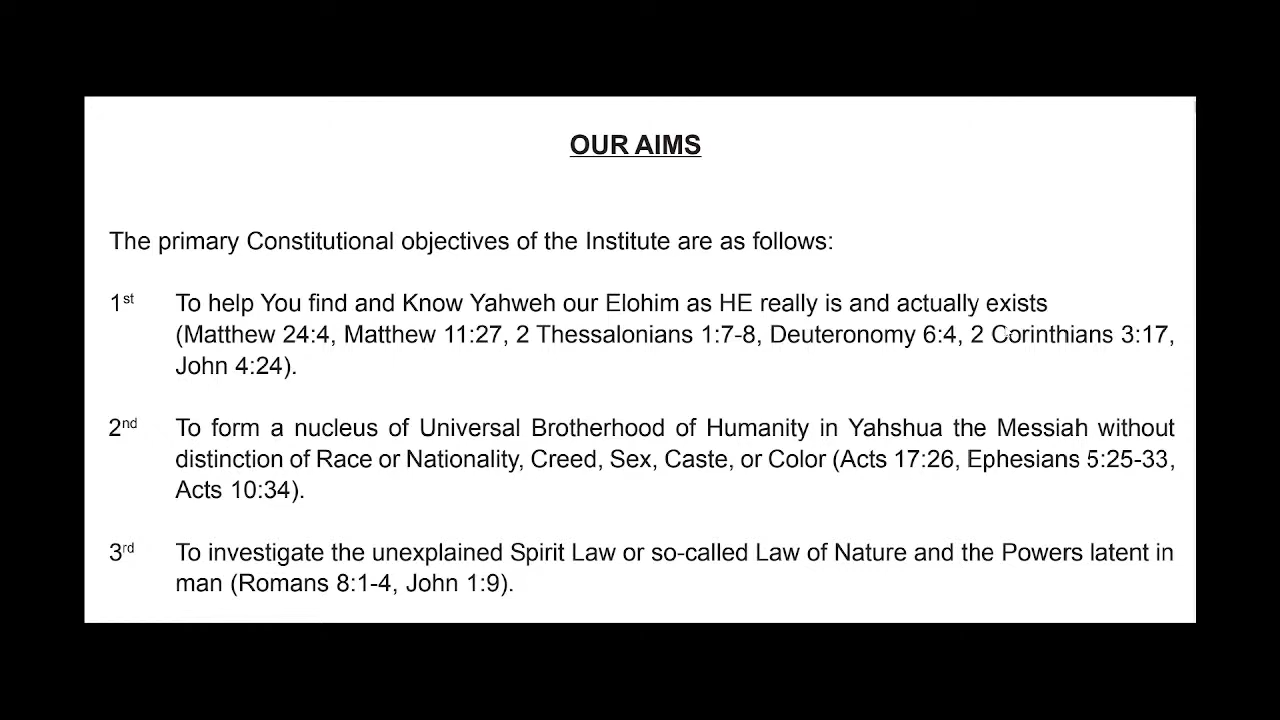 OUR AIMS
The primary Constitutional objectives of the Institute are as follows:
1st To help You find and Know Yahweh our Elohim as HE really is and actually exists
(Matthew 24:4, Matthew 11:27, 2 Thessalonians 1:7-8, Deuteronomy 6:4, 2 Corinthians 3:17,
John 4:24).
2nd To form a nucleus of Universal Brotherhood of Humanity in Yahshua the Messiah without
distinction of Race or Nationality, Creed, Sex, Caste, or Color (Acts 17:26, Ephesians 5:25-33,
Acts 10:34).
3rd To investigate the unexplained Spirit Law or so-called Law of Nature and the Powers latent in
man (Romans 8:1-4, John 1:9).